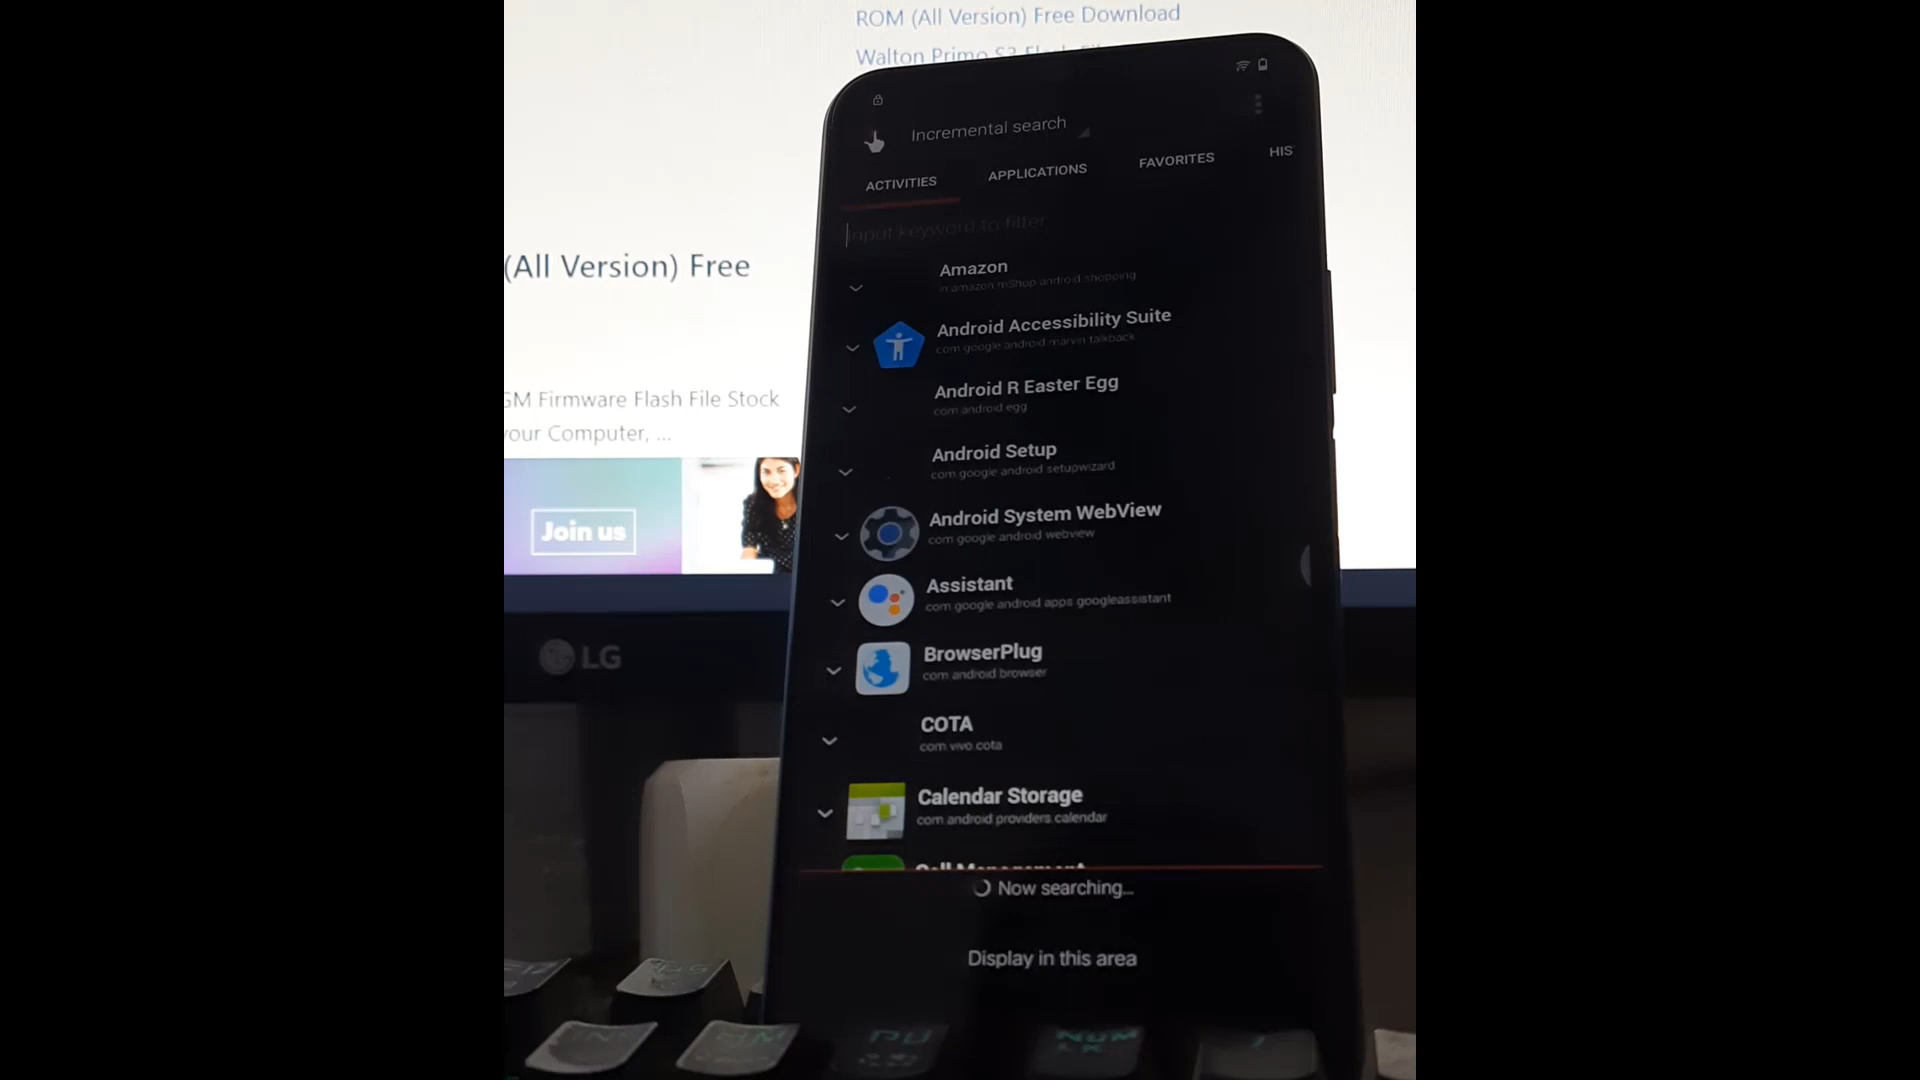 ROM (All Version) Free Download
Walton Primo S3
(All Version) Free
GM Firmware Flash File Stock
your Computer, ...
Join us
LG
Incremental search
ACTIVITIES
APPLICATIONS
FAVORITES
HIS
Input keyword to filter
Amazon
in amazon mShop android shopping
Android Accessibility Suite
com google android marvin talkback
Android R Easter Egg
com android egg
Android Setup
com google android setupwizard
Android System WebView
com google android webview
Assistant
com google android apps googleassistant
BrowserPlug
com android browser
COTA
com vivo cota
Calendar Storage
com android providers calendar
Now searching...
Display in this area